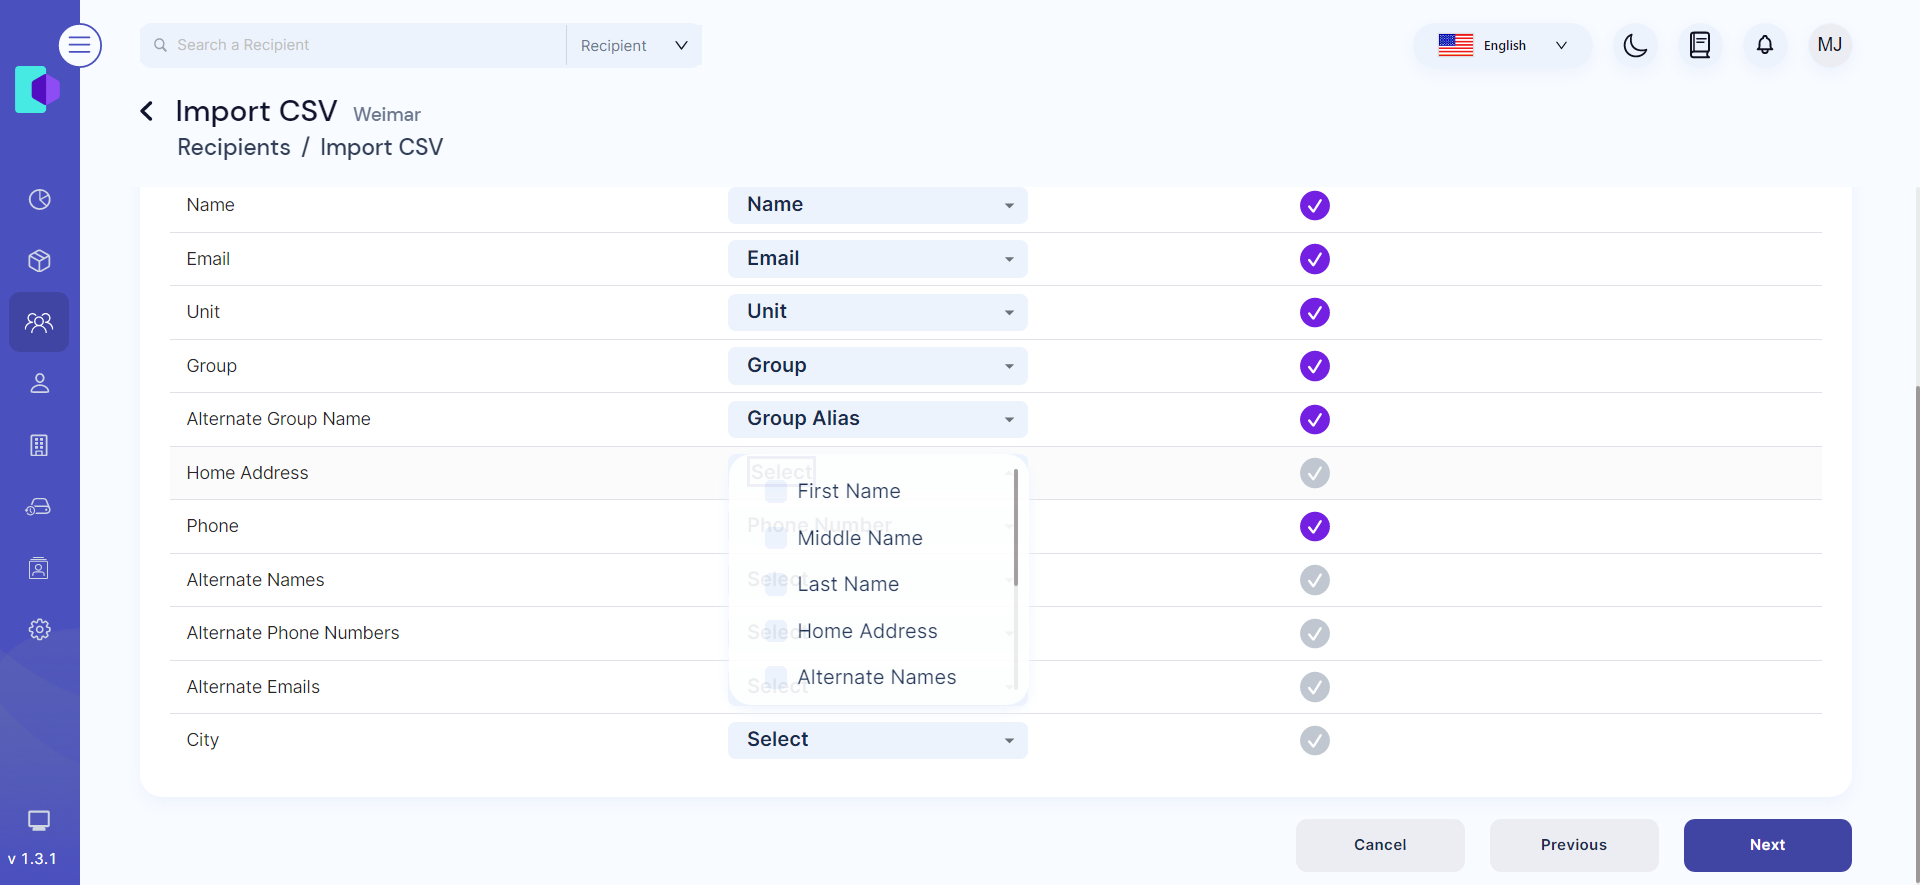 Search a Recipient
Recipient
English
MJ
Import CSV Weimar
Recipients / Import CSV
Name Name
Email Email
Unit Unit
Group Group
Alternate Group Name Group Alias
Home Address Select
First Name
Phone Phone Number
Middle Name
Alternate Names Select
Last Name
Alternate Phone Numbers Select
Home Address
Alternate Emails Select
Alternate Names
City Select
v 1.3.1
Cancel Previous Next